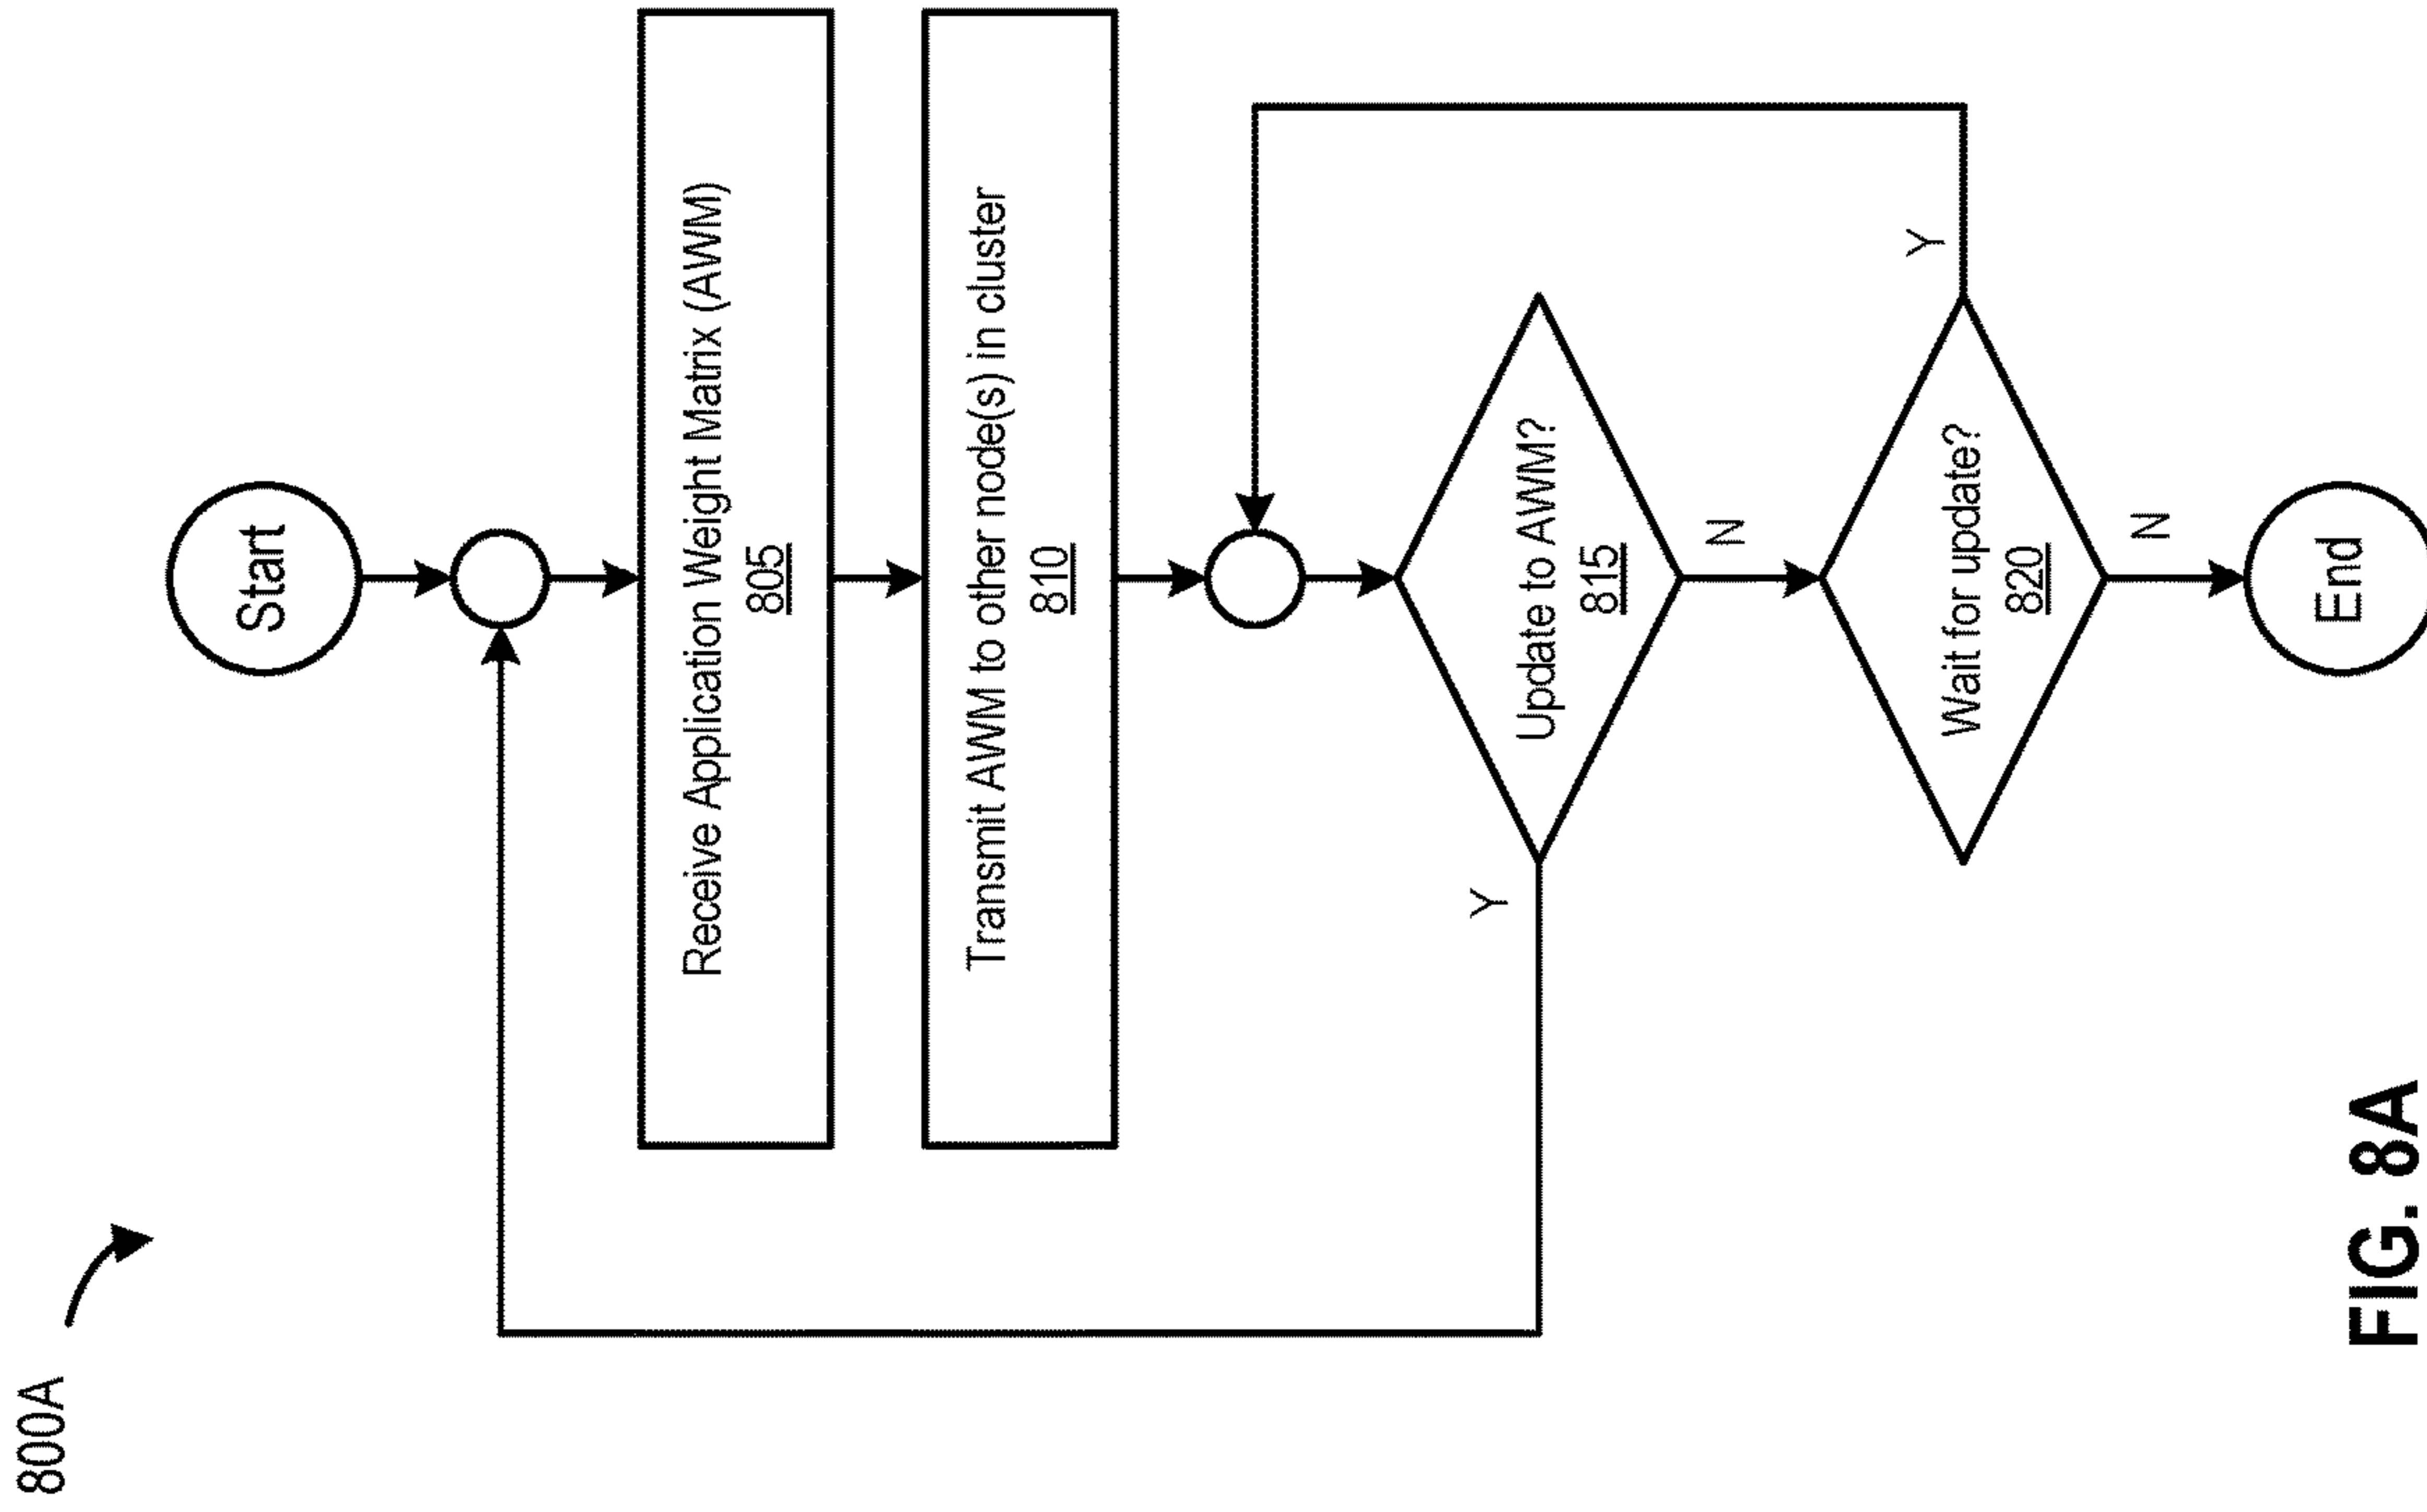 800A
Start
Receive Application Weight Matrix (AWM)
805
Transmit AWM to other node(s) in cluster
810
Update to AWM?
815
Y
N
Wait for update?
820
Y
N
End
FIG. 8A